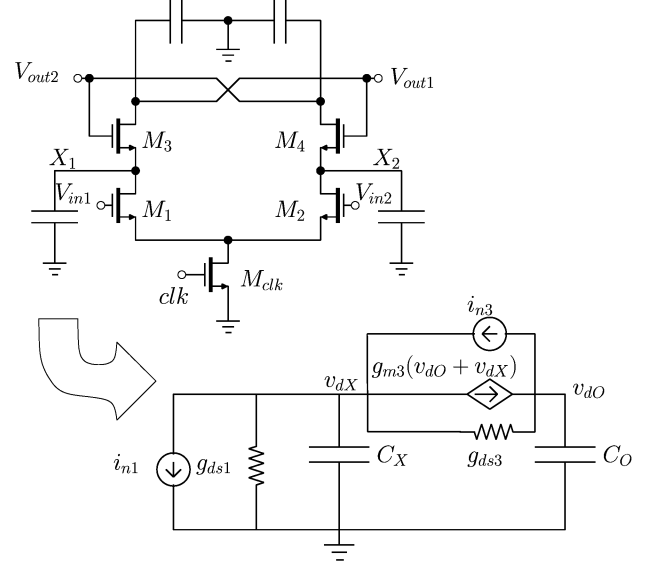 V_{out2} V_{out1}
M_3 M_4
X_1 X_2
V_{in1} V_{in2}
M_1 M_2
M_{clk}
clk
i_{n3}
g_{m3}(v_{dO} + v_{dX})
v_{dX} v_{dO}
i_{n1} g_{ds1} C_X g_{ds3} C_O